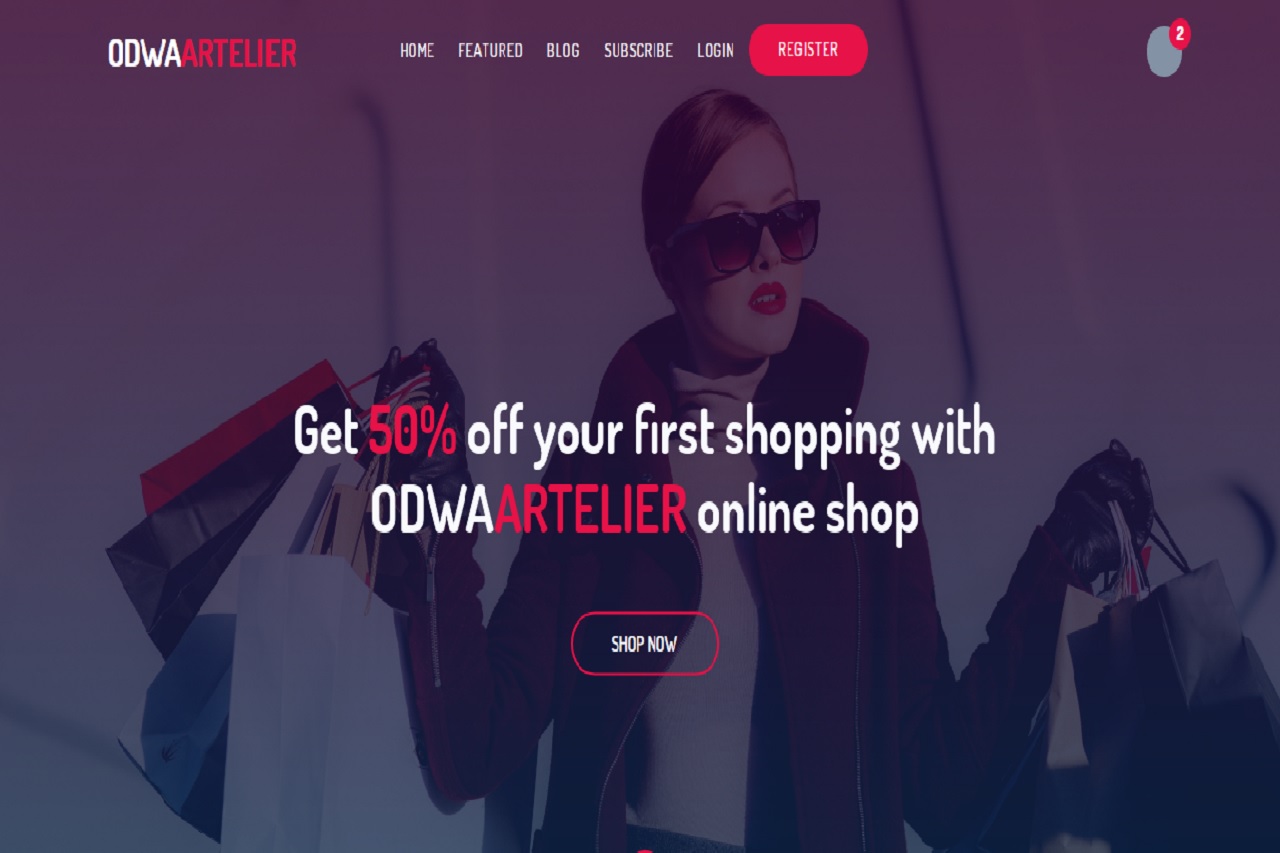 ODWAARTELIER
HOME FEATURED BLOG SUBSCRIBE LOGIN REGISTER
2
Get 50% off your first shopping with
ODWAARTELIER online shop
SHOP NOW